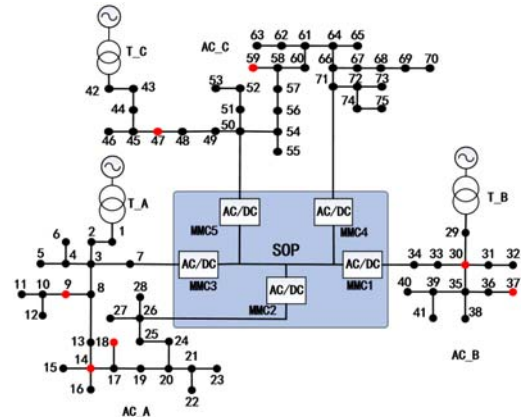 T_C
AC_C
63 62 61 64 65
59 58 60 66 67 68 69 70
42 43
53 52
57
71 72 73
44
51
56
74 75
46 45 47 48 49 50 54
55
T_A
T_B
AC/DC
AC/DC
MMC5
MMC4
29
6
2 1
SOP
5 4 3 7
AC/DC
AC/DC
34 33 30 31 32
MMC3
MMC1
AC/DC
11 10 9 8
28
MMC2
40 39 35 36 37
12
27 26
41
38
13 18
25 24
15 14 17 19 20 21 23
16
22
AC_A
AC_B